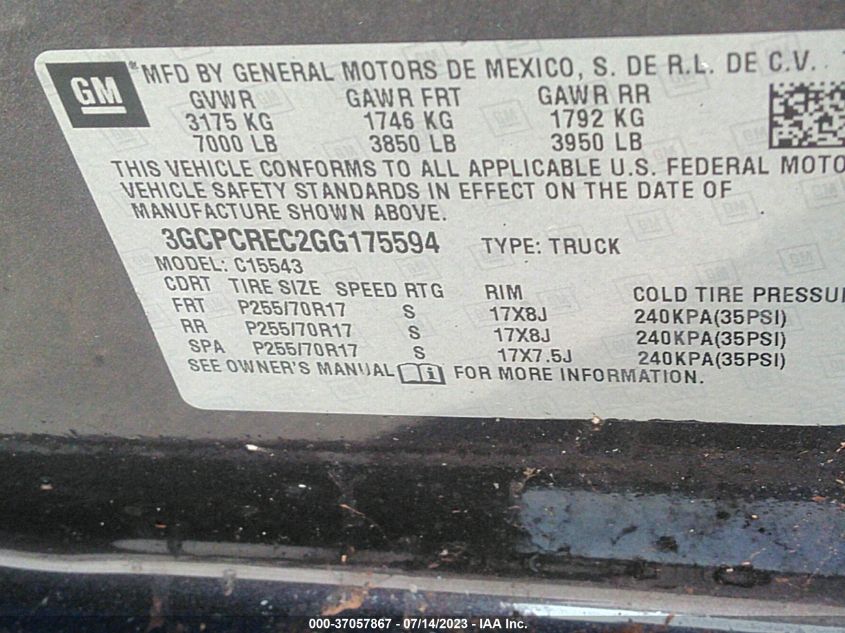 GM ® MFD BY GENERAL MOTORS DE MEXICO, S. DE R.L. DE C.V.
GVWR GAWR FRT GAWR RR
3175 KG 1746 KG 1792 KG
7000 LB 3850 LB 3950 LB
THIS VEHICLE CONFORMS TO ALL APPLICABLE U.S. FEDERAL MOTO
VEHICLE SAFETY STANDARDS IN EFFECT ON THE DATE OF
MANUFACTURE SHOWN ABOVE.
3GCPCREC2GG175594 TYPE: TRUCK
MODEL: C15543
CDRT TIRE SIZE SPEED RTG RIM COLD TIRE PRESSU
FRT P255/70R17 S 17X8J 240KPA(35PSI)
RR P255/70R17 S 17X8J 240KPA(35PSI)
SPA P255/70R17 S 17X7.5J 240KPA(35PSI)
SEE OWNER'S MANUAL FOR MORE INFORMATION.
000-37057867 - 07/14/2023 - IAA Inc.